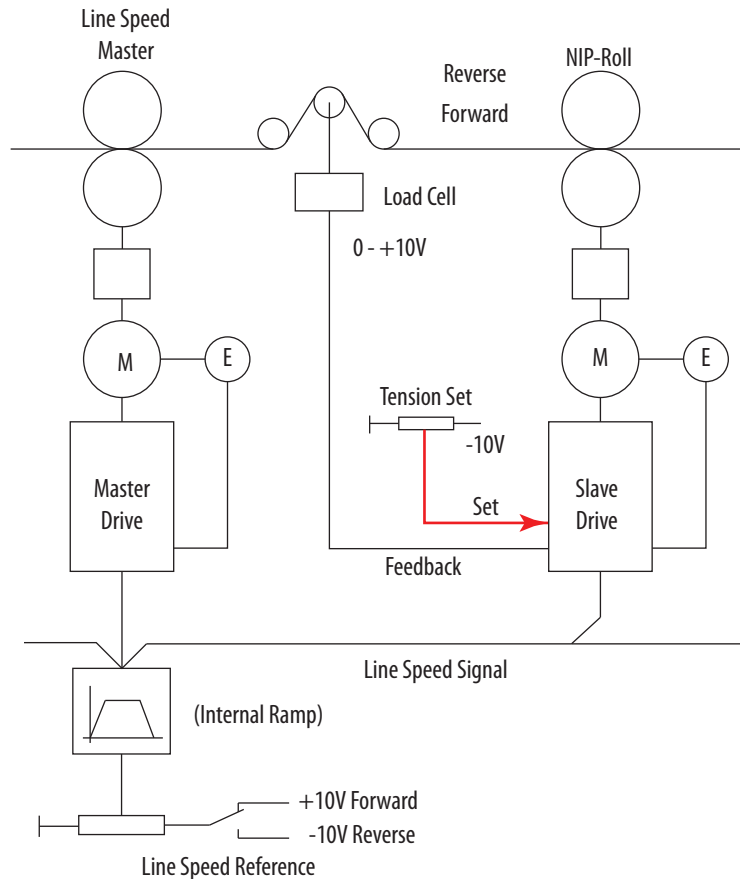 Line Speed
Master
NIP-Roll
Reverse
Forward
Load Cell
0 - +10V
M
E
M
E
Tension Set
-10V
Master
Drive
Set
Slave
Drive
Feedback
Line Speed Signal
(Internal Ramp)
+10V Forward
-10V Reverse
Line Speed Reference